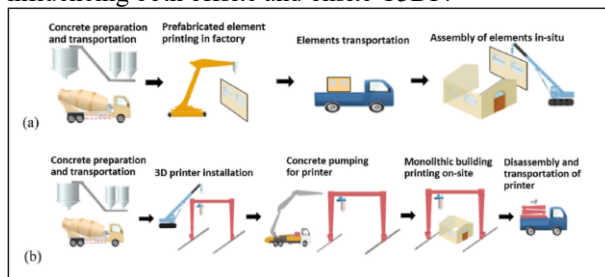 Concrete preparation
and transportation
Prefabricated element
printing in factory
Elements transportation
Assembly of elements in-situ
(a)
Concrete preparation
and transportation
3D printer installation
Concrete pumping
for printer
Monolithic building
printing on-site
Disassembly and
transportation of
printer
(b)